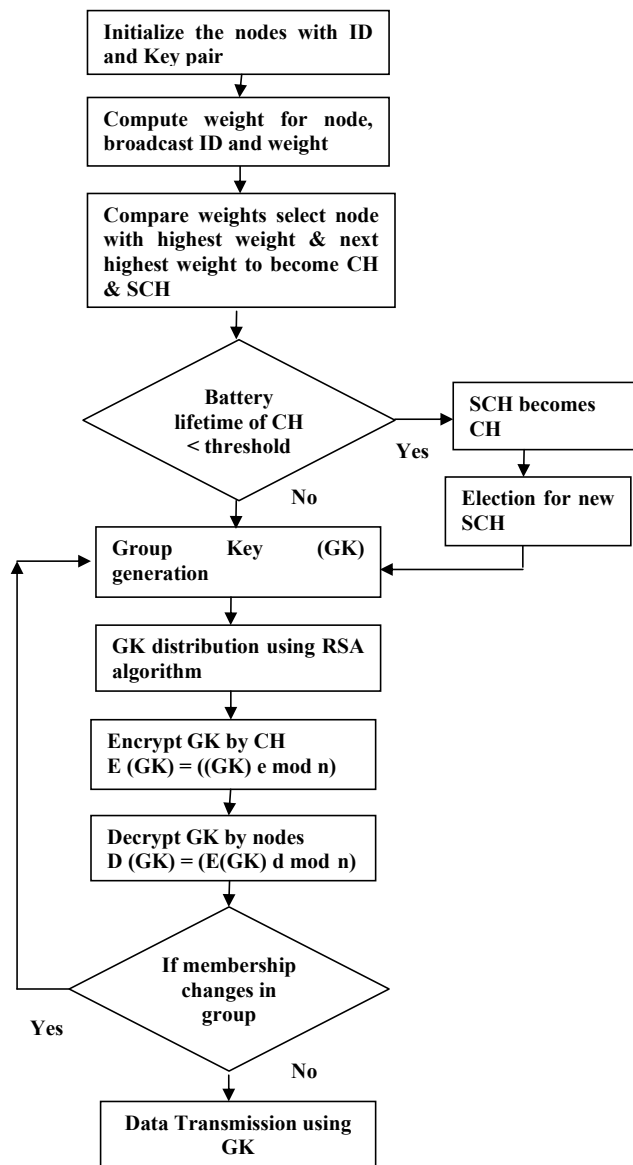 Initialize the nodes with ID
and Key pair
Compute weight for node,
broadcast ID and weight
Compare weights select node
with highest weight & next
highest weight to become CH
& SCH
Battery
lifetime of CH
< threshold
Yes
SCH becomes
CH
Election for new
SCH
No
Group Key (GK)
generation
GK distribution using RSA
algorithm
Encrypt GK by CH
E (GK) = ((GK) e mod n)
Decrypt GK by nodes
D (GK) = (E(GK) d mod n)
If membership
changes in
group
Yes
No
Data Transmission using
GK